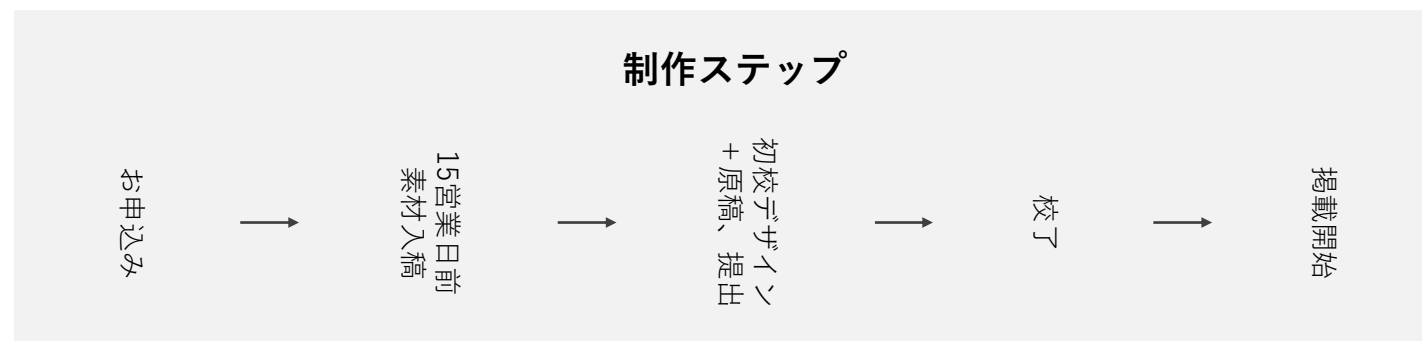 制作ステップ
お申込み
15営業日前
素材入稿
初校デザイン
+原稿、提出
校了
掲載開始